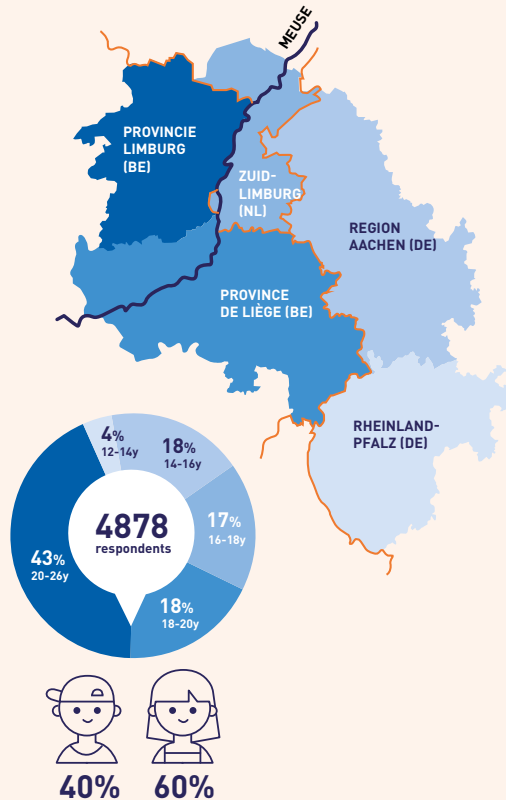 MEUSE
PROVINCIE
LIMBURG
(BE)
ZUID-
LIMBURG
(NL)
REGION
AACHEN (DE)
PROVINCE
DE LIÈGE (BE)
RHEINLAND-
PFALZ (DE)
4%
12-14y
18%
14-16y
17%
16-18y
18%
18-20y
43%
20-26y
4878
respondents
40%
60%